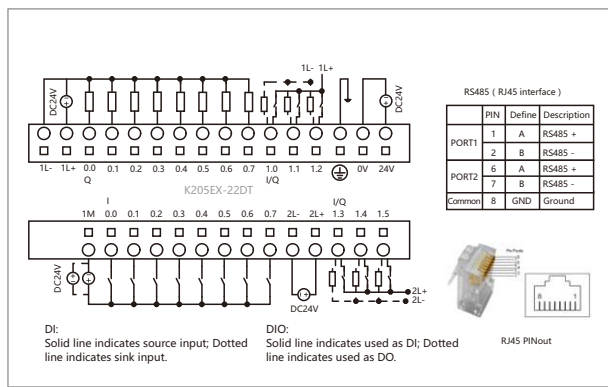 1L- 1L+
DC24V
DC24V
1L- 1L+ 0.0 0.1 0.2 0.3 0.4 0.5 0.6 0.7 1.0 1.1 1.2 0V 24V
Q I/Q
K205EX-22DT
I I/Q
1M 0.0 0.1 0.2 0.3 0.4 0.5 0.6 0.7 2L- 2L+ 1.3 1.4 1.5
DC24V
DC24V
2L+
2L-
DI:
Solid line indicates source input; Dotted
line indicates sink input.
DIO:
Solid line indicates used as DI; Dotted
line indicates used as DO.
RS485 ( RJ45 interface )
PIN Define Description
PORT1
1 A RS485 +
2 B RS485 -
PORT2
6 A RS485 +
7 B RS485 -
Common 8 GND Ground
8 1
RJ45 PINout